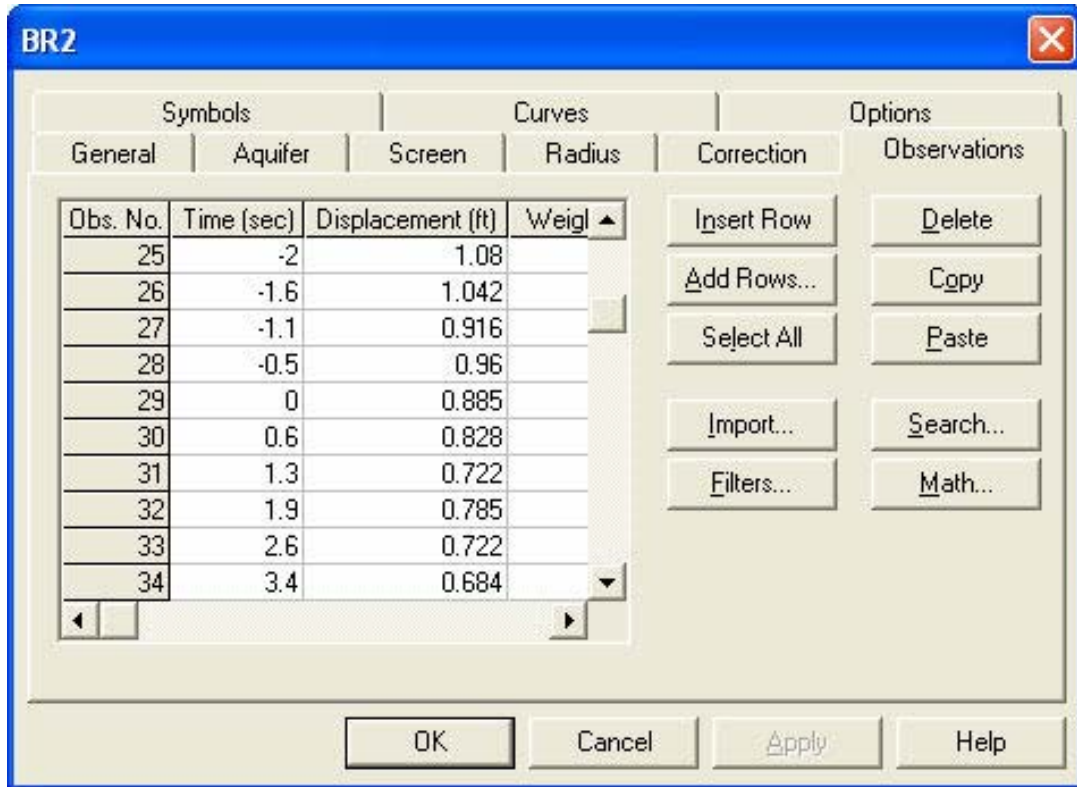 BR2
Symbols Curves Options
General Aquifer Screen Radius Correction Observations
Obs. No. Time (sec) Displacement (ft) Weigl
25 -2 1.08
26 -1.6 1.042
27 -1.1 0.916
28 -0.5 0.96
29 0 0.885
30 0.6 0.828
31 1.3 0.722
32 1.9 0.785
33 2.6 0.722
34 3.4 0.684
Insert Row Delete
Add Rows... Copy
Select All Paste
Import... Search...
Filters... Math...
OK Cancel Apply Help